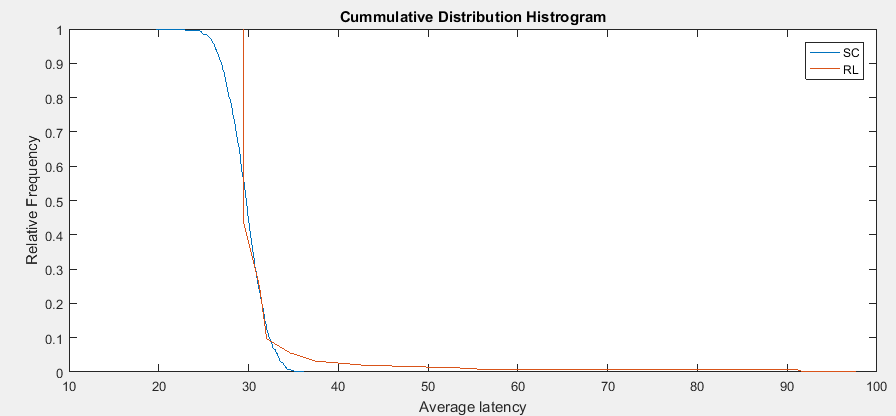 Cummulative Distribution Histrogram
1
0.9
0.8
0.7
0.6
0.5
0.4
0.3
0.2
0.1
0
Relative Frequency
SC
RL
10 20 30 40 50 60 70 80 90 100
Average latency